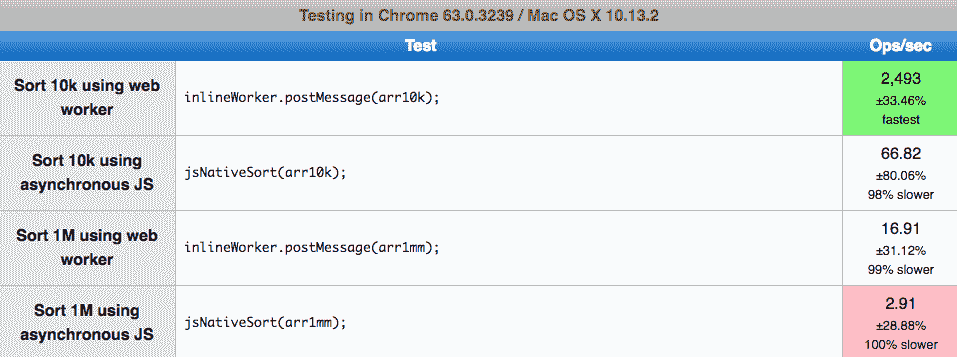 Testing in Chrome 63.0.3239 / Mac OS X 10.13.2
Test Ops/sec
Sort 10k using web
worker
inlineWorker.postMessage(arr10k);
2,493
±33.46%
fastest
Sort 10k using
asynchronous JS
jsNativeSort(arr10k);
66.82
±80.06%
98% slower
Sort 1M using web
worker
inlineWorker.postMessage(arr1mm);
16.91
±31.12%
99% slower
Sort 1M using
asynchronous JS
jsNativeSort(arr1mm);
2.91
±28.88%
100% slower